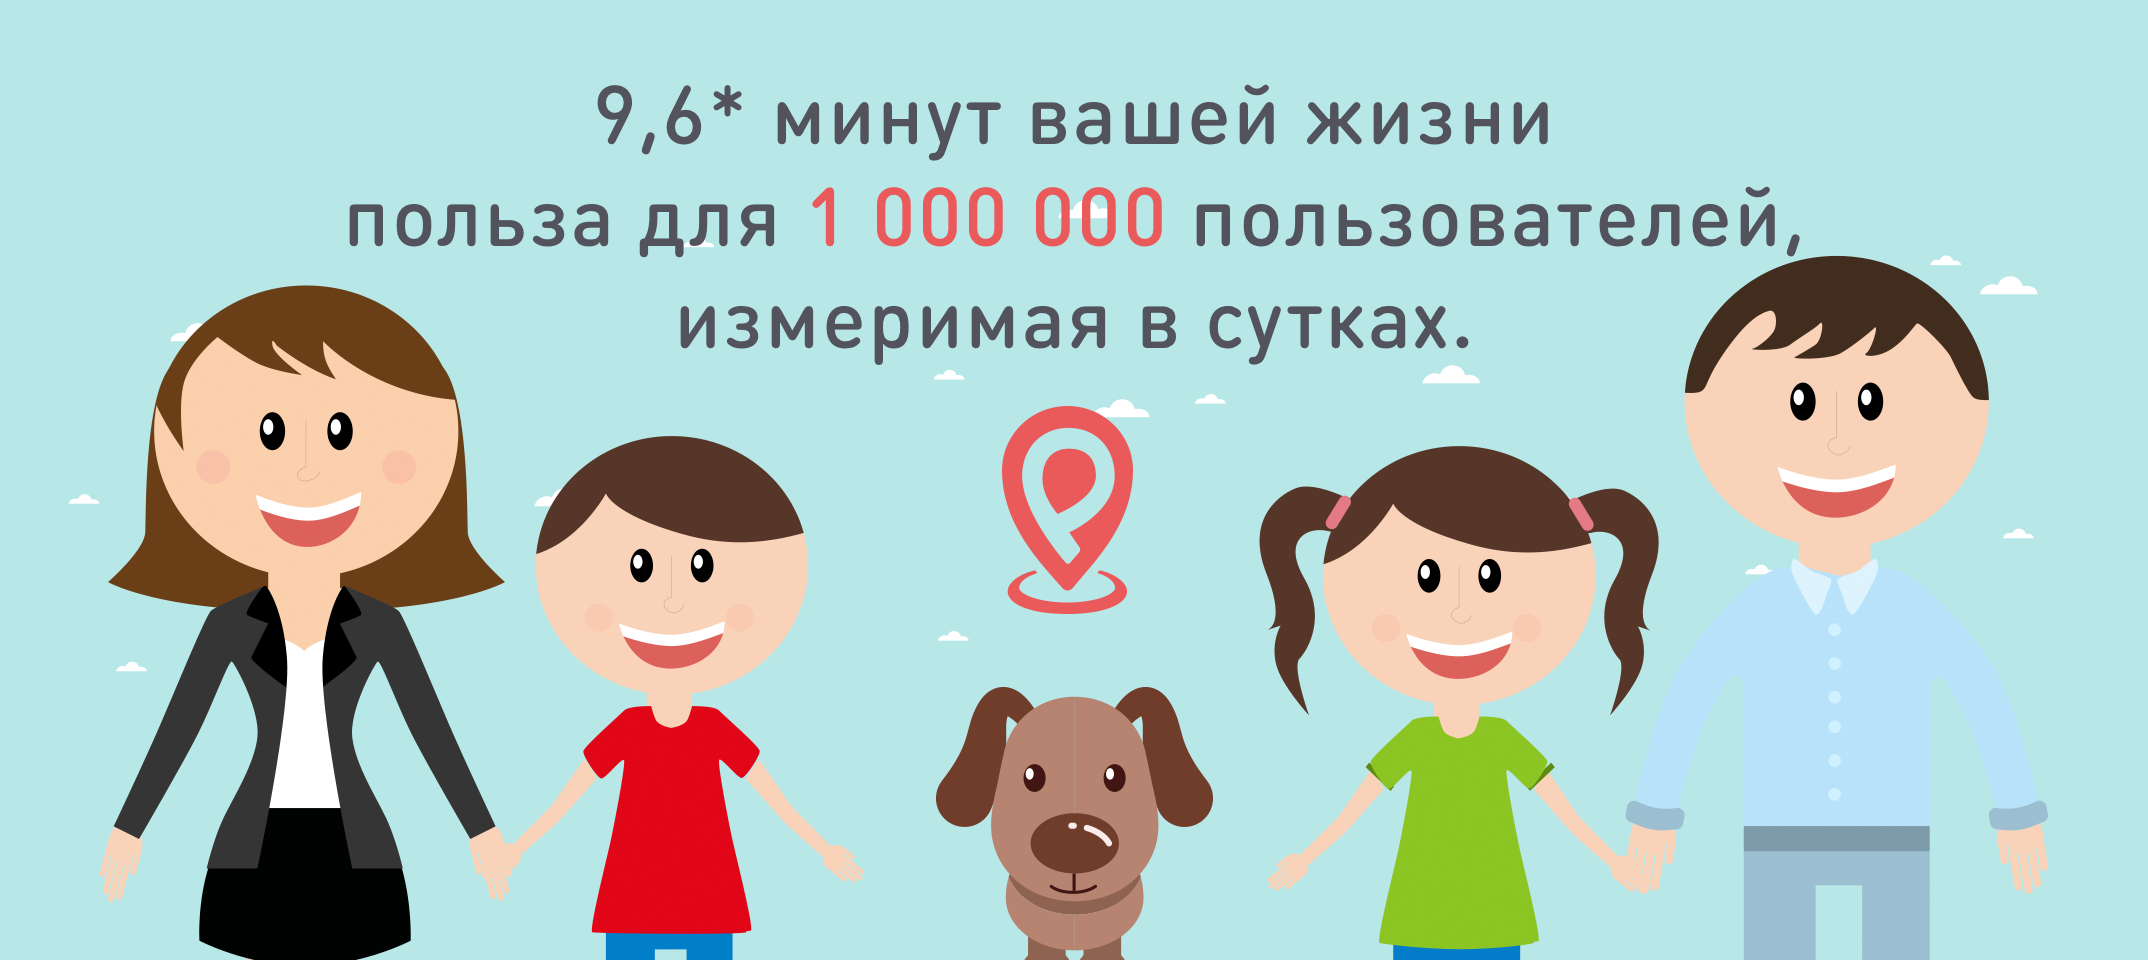 9,6* минут вашей жизни
польза для 1 000 000 пользователей,
измеримая в сутках.